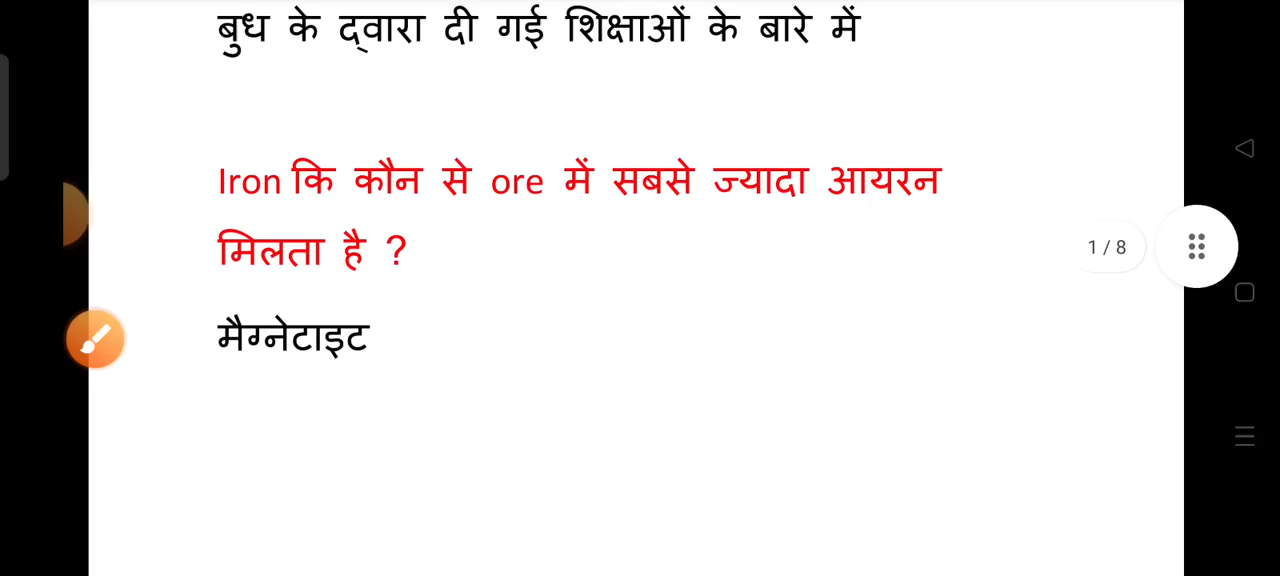 बुध के द्वारा दी गई शिक्षाओं के बारे में
Iron कि कौन से ore में सबसे ज्यादा आयरन
मिलता है ?
1 / 8
मैग्नेटाइट